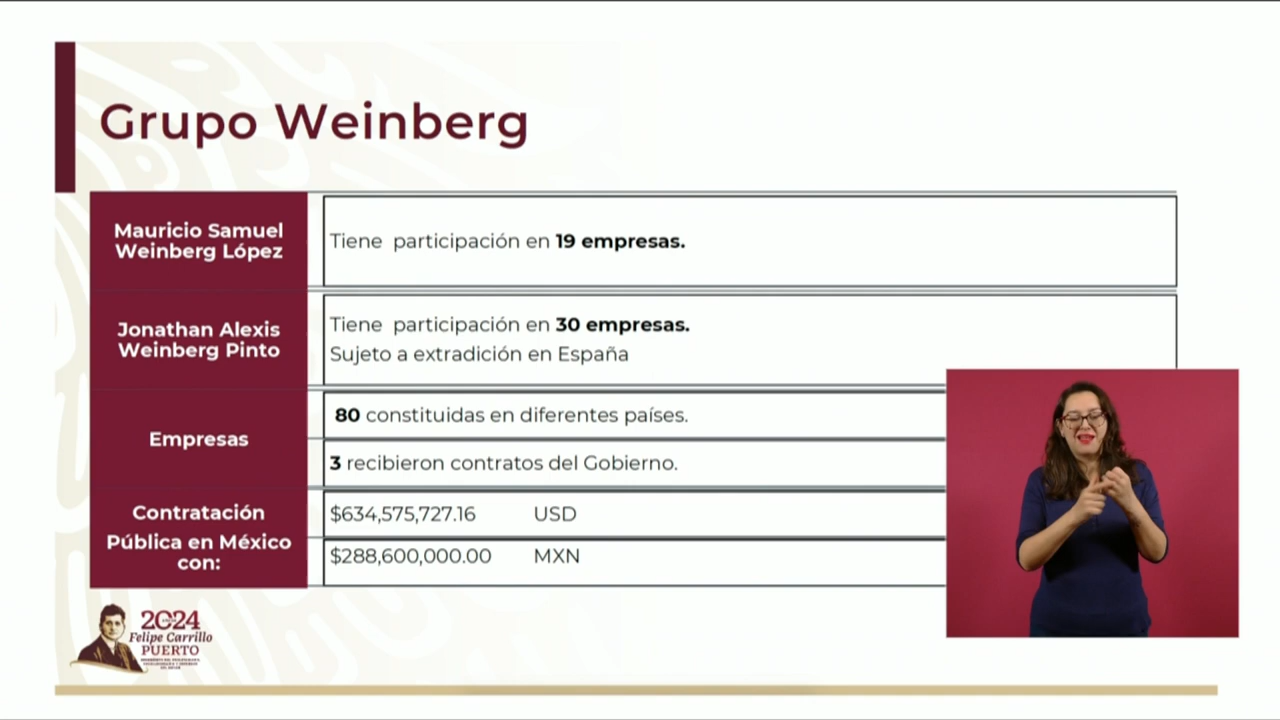 Grupo Weinberg
Mauricio Samuel
Weinberg López
Tiene participación en 19 empresas.
Jonathan Alexis
Weinberg Pinto
Tiene participación en 30 empresas.
Sujeto a extradición en España
Empresas
80 constituidas en diferentes países.
3 recibieron contratos del Gobierno.
Contratación
Pública en México
con:
$634,575,727.16 USD
$288,600,000.00 MXN
2024
Felipe Carrillo
PUERTO